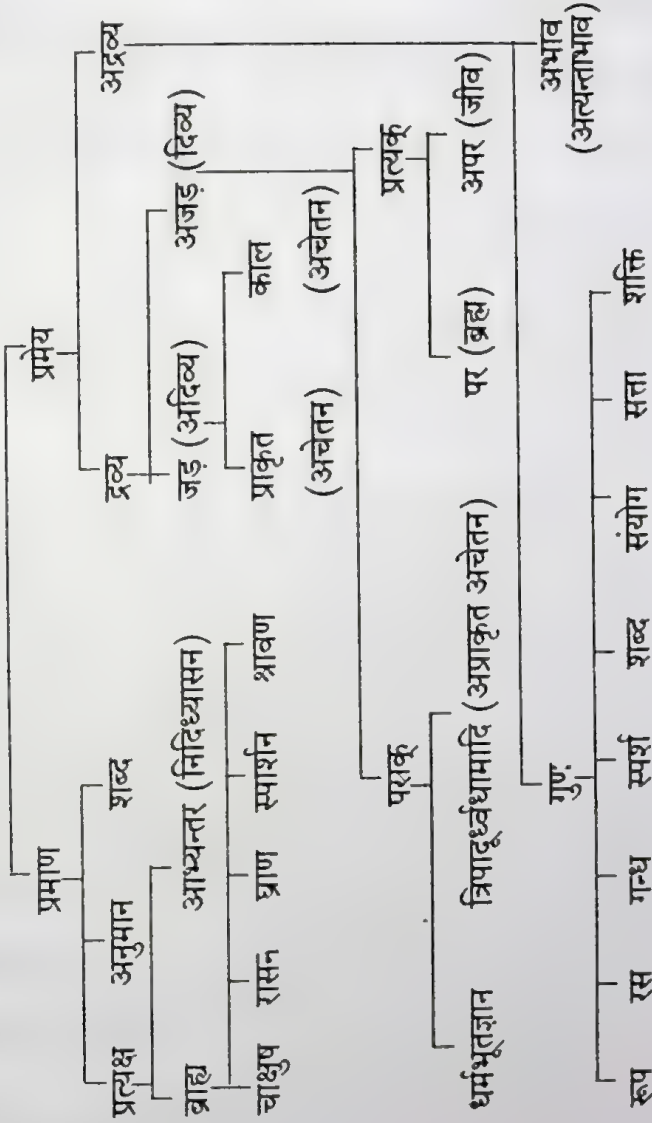 प्रमाण प्रमेय
प्रत्यक्ष अनुमान शब्द द्रव्य अद्रव्य
ब्राह्य आभ्यन्तर (निदिध्यासन) जड़ (अदिव्य) अजड़ (दिव्य)
चाक्षुष रासन घ्राण स्पार्शन श्रावण प्राकृत काल
(अचेतन) (अचेतन)
पराक् प्रत्यक्
धर्मभूतज्ञान त्रिपादूर्ध्वधामादि (अप्राकृत अचेतन) पर (ब्रह्म) अपर (जीव)
गुण अभाव
(अत्यन्ताभाव)
रूप रस गन्ध स्पर्श शब्द संयोग सत्ता शक्ति